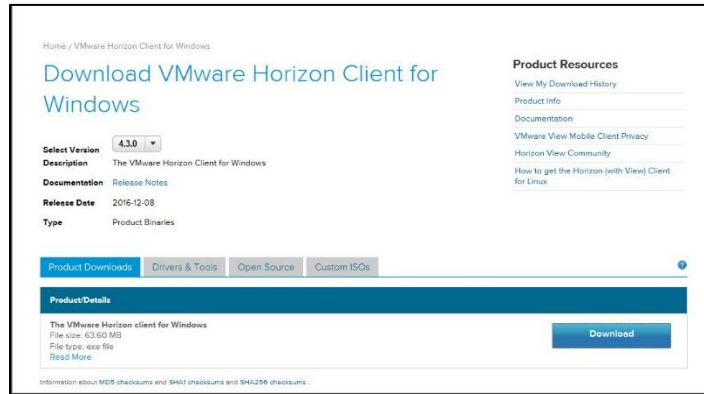 Home / VMware Horizon Client for Windows
Download VMware Horizon Client for
Windows
Select Version 4.3.0
Description The VMware Horizon Client for Windows
Documentation Release Notes
Release Date 2016-12-08
Type Product Binaries
Product Resources
View My Download History
Product Info
Documentation
VMware View Mobile Client Privacy
Horizon View Community
How to get the Horizon (with View) Client
for Linux
Product Downloads Drivers & Tools Open Source Custom ISOs
?
Product/Details
The VMware Horizon client for Windows
File size: 63.60 MB
File type: exe file
Read More
Download
Information about MD5 checksums and SHA1 checksums and SHA256 checksums .